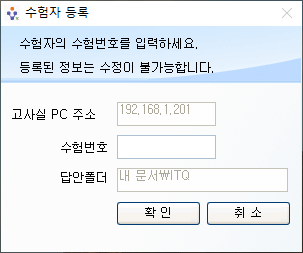 수험자 등록
수험자의 수험번호를 입력하세요.
등록된 정보는 수정이 불가능합니다.
고사실 PC 주소 192,168,1,201
수험번호
답안폴더 내 문서₩ITQ
확 인 취 소